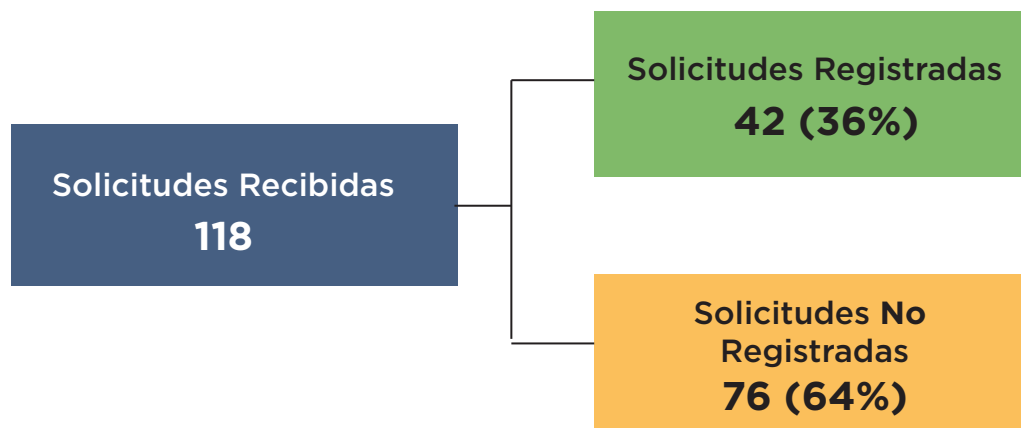 Solicitudes Recibidas
118
Solicitudes Registradas
42 (36%)
Solicitudes No
Registradas
76 (64%)